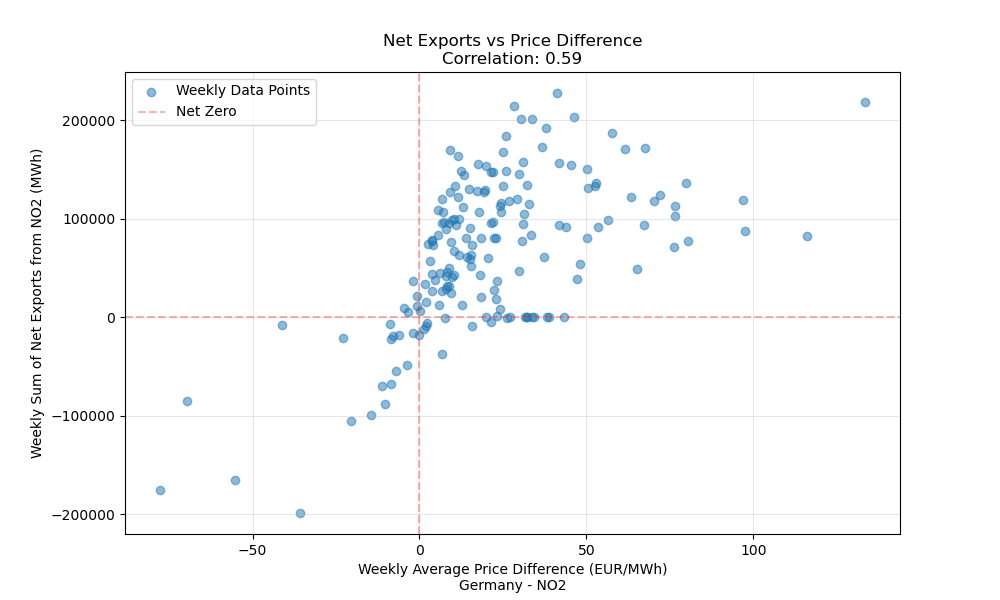 Net Exports vs Price Difference
Correlation: 0.59
Weekly Data Points
Net Zero
200000
100000
0
−100000
−200000
Weekly Sum of Net Exports from NO2 (MWh)
−50
0
50
100
Weekly Average Price Difference (EUR/MWh)
Germany - NO2